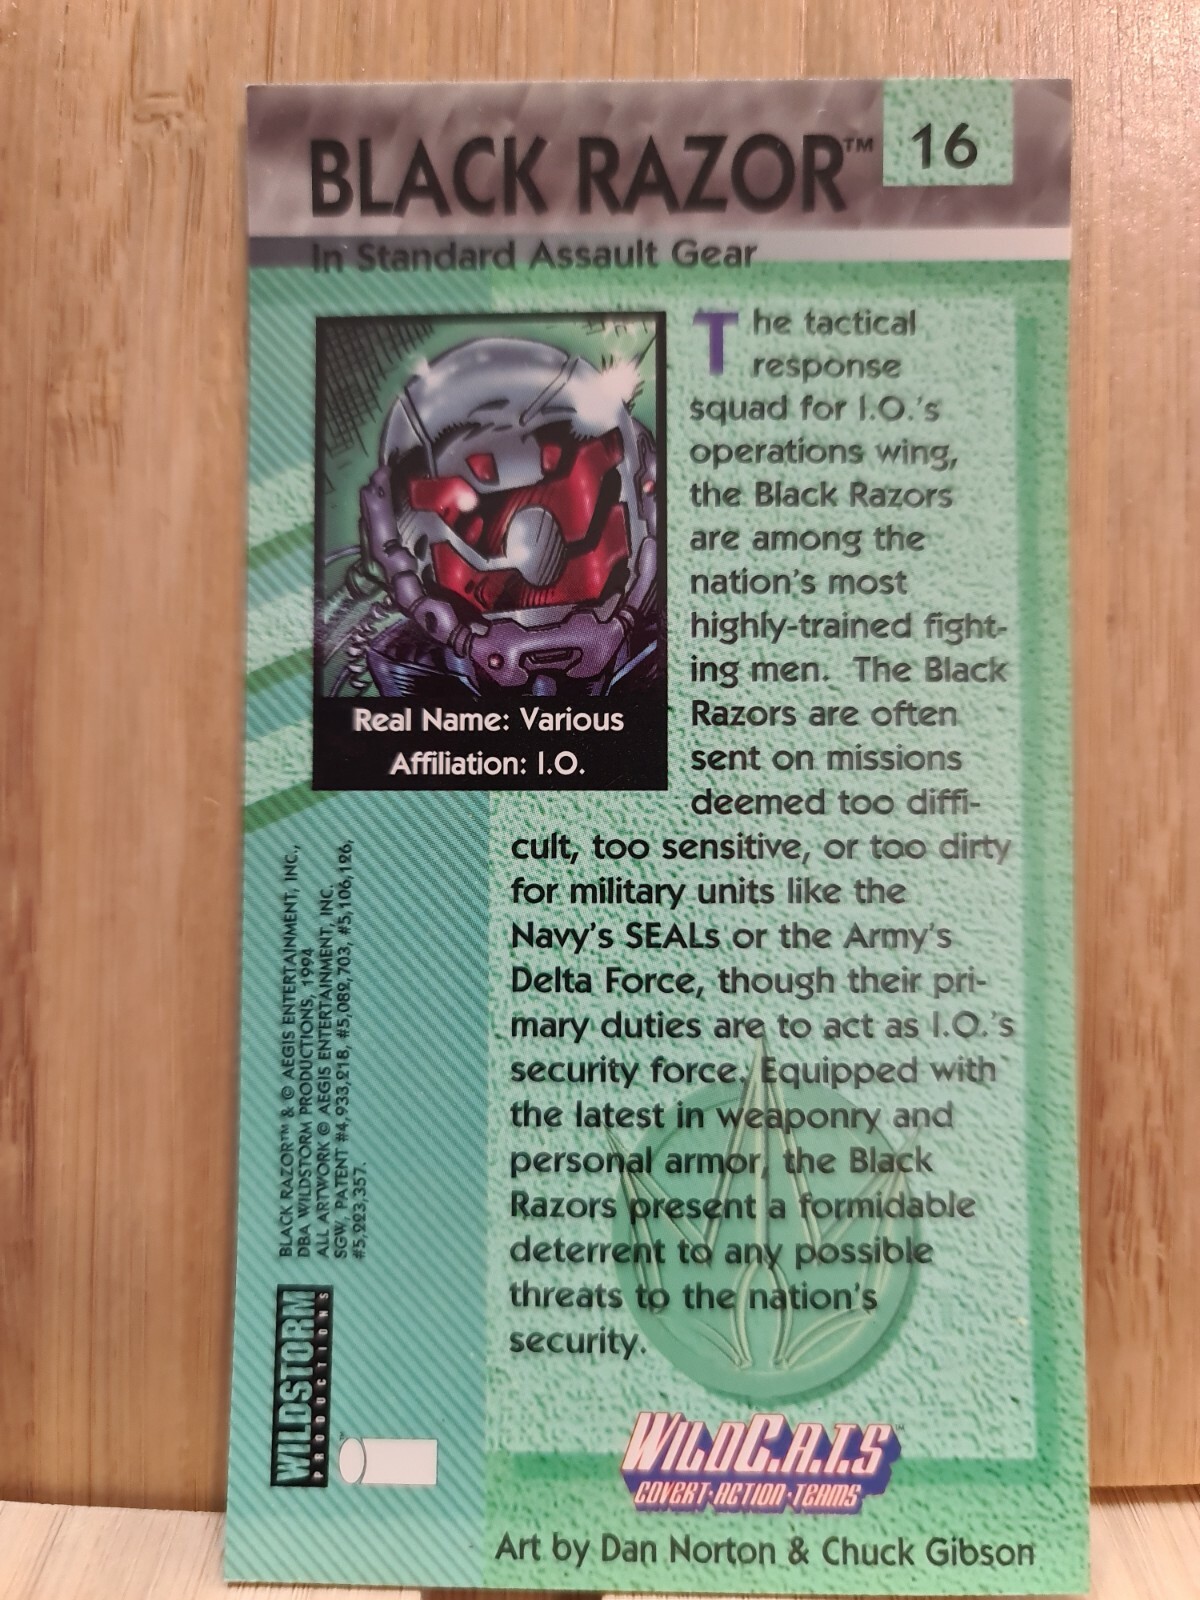 BLACK RAZOR™
16
In Standard Assault Gear
The tactical
response
squad for I.O.'s
operations wing,
the Black Razors
are among the
nation's most
highly-trained fight-
ing men. The Black
Razors are often
sent on missions
deemed too diffi-
cult, too sensitive, or too dirty
for military units like the
Navy's SEALs or the Army's
Delta Force, though their pri-
mary duties are to act as I.O.'s
security force. Equipped with
the latest in weaponry and
personal armor, the Black
Razors present a formidable
deterrent to any possible
threats to the nation's
security.
Real Name: Various
Affiliation: I.O.
BLACK RAZOR™ & © AEGIS ENTERTAINMENT, INC.,
DBA WILDSTORM PRODUCTIONS, 1994
ALL ARTWORK © AEGIS ENTERTAINMENT, INC.
SGW, PATENT #4,933,218, #5,082,703, #5,106,126,
#5,223,357.
WILDSTORM
PRODUCTIONS
™
WILDC.A.T.S™
COVERT·ACTION·TEAMS
Art by Dan Norton & Chuck Gibson